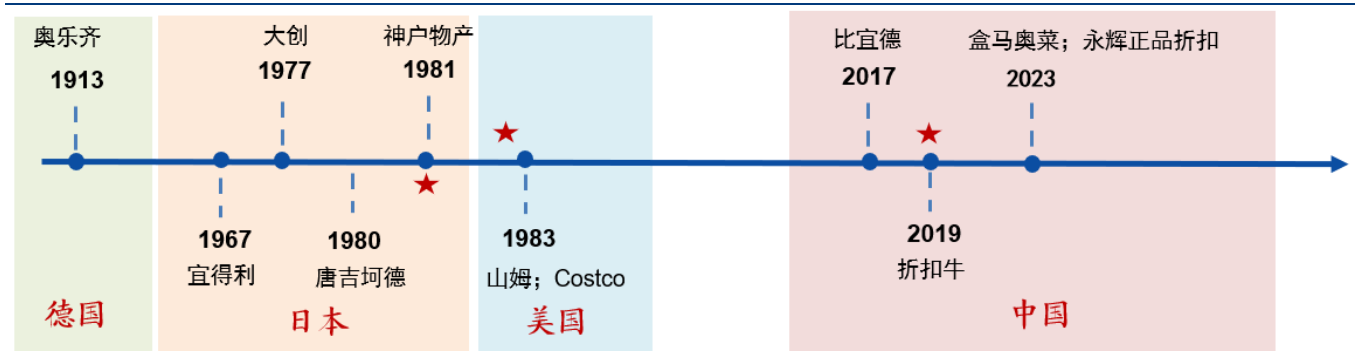 奥乐齐
1913
大创
1977
神户物产
1981
比宜德
2017
盒马奥菜；永辉正品折扣
2023
1967
宜得利
1980
唐吉坷德
1983
山姆；Costco
2019
折扣牛
德国
日本
美国
中国